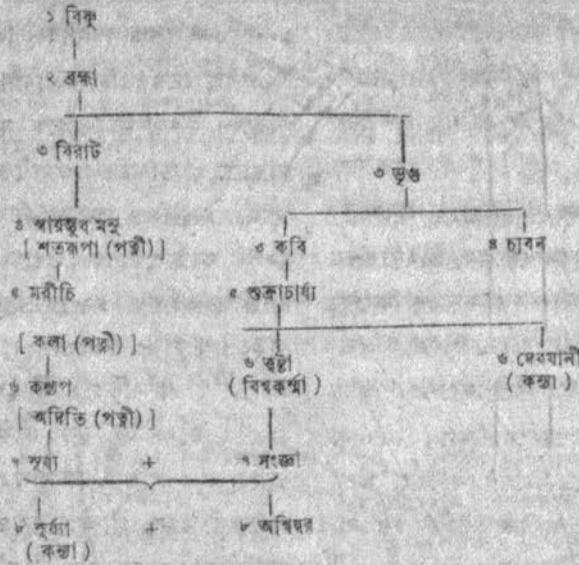 ১ বিষ্ণু
২ ব্রহ্মা
৩ বিরাট
৩ ভৃগু
৪ স্বায়ম্ভুব মনু
[ শতরূপা (পত্নী) ]
৩ কবি
৪ চ্যবন
৫ মরীচি
৫ শুক্রাচার্য্য
[ কলা (পত্নী) ]
৬ ত্বষ্টা
৬ দেবযানী
৬ কশ্যপ
( বিশ্বকর্ম্মা )
( কন্যা )
[ অদিতি (পত্নী) ]
৭ সূর্য্য + ৭ সংজ্ঞা
৮ সূর্য্যা + ৮ অশ্বিদ্বয়
( কন্যা )